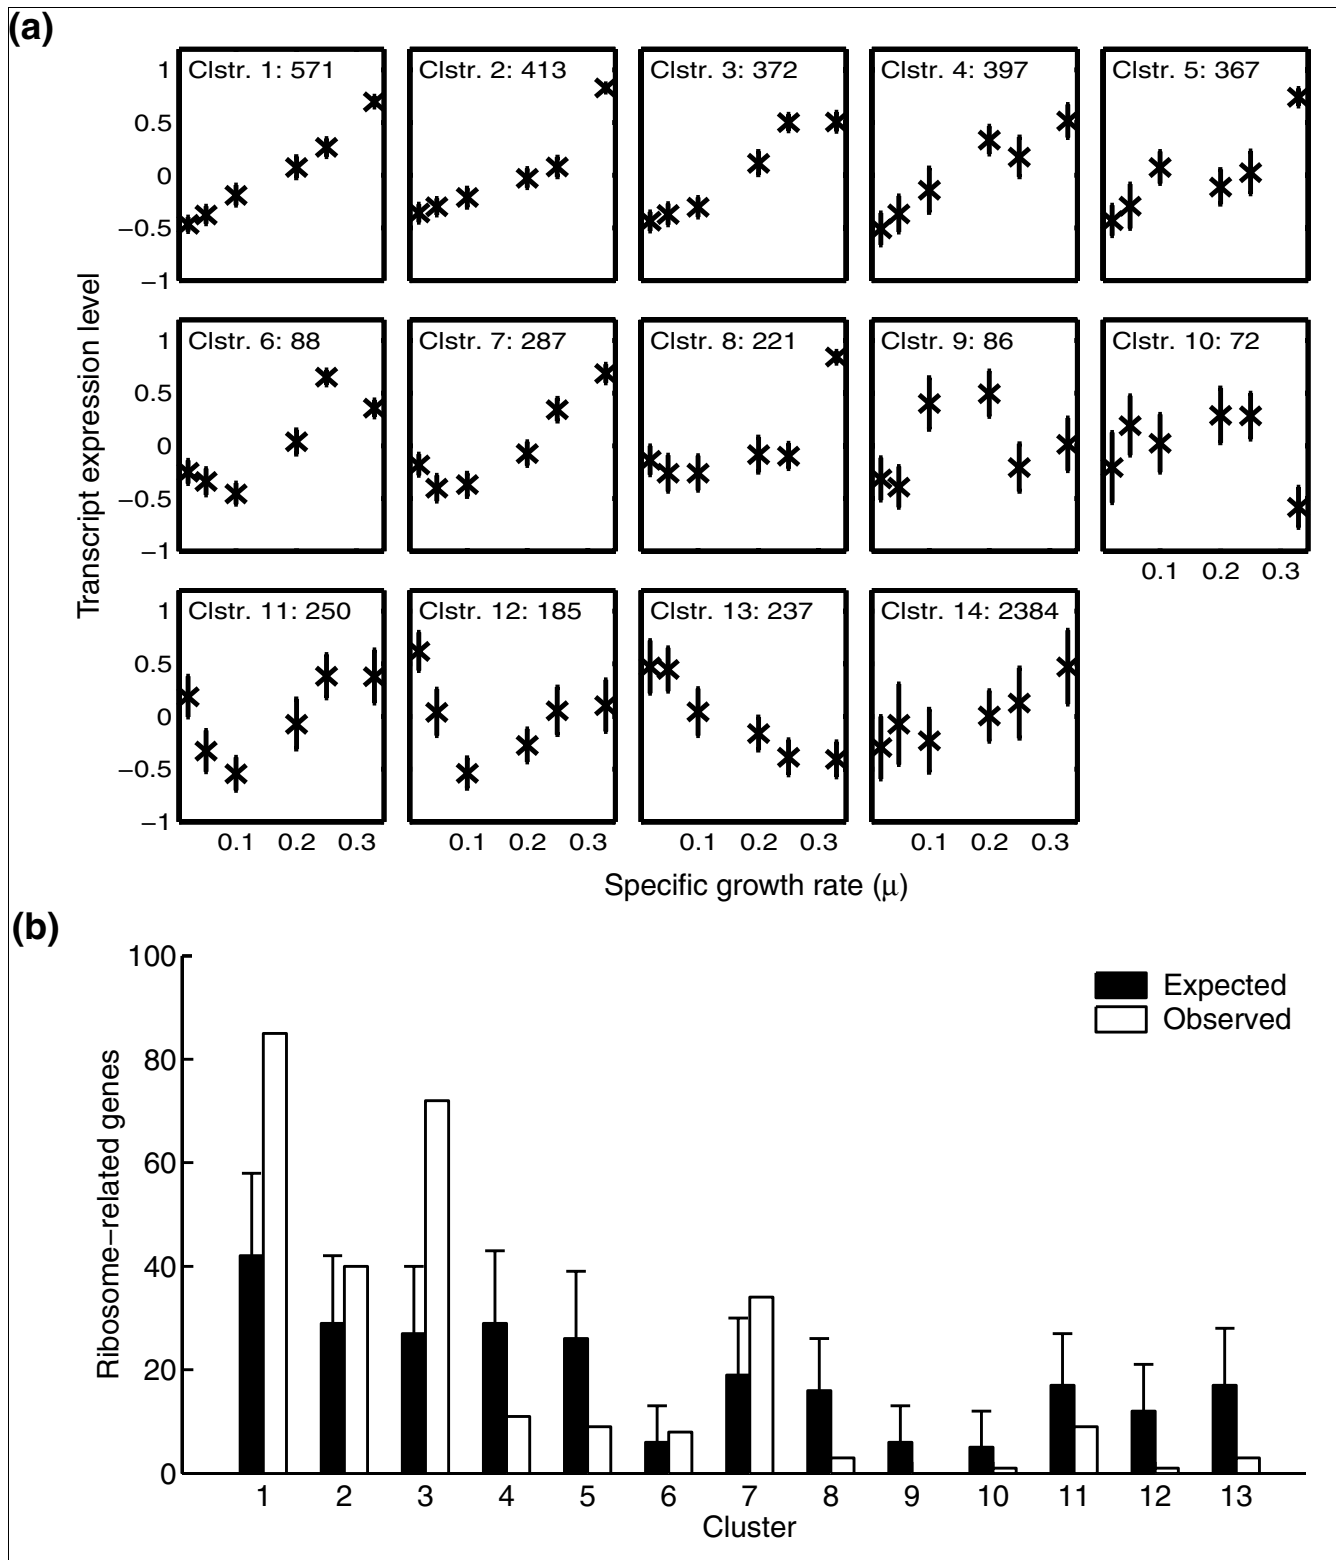 (a)
Clstr. 1: 571
Clstr. 2: 413
Clstr. 3: 372
Clstr. 4: 397
Clstr. 5: 367
1
0.5
0
−0.5
−1
Clstr. 6: 88
Clstr. 7: 287
Clstr. 8: 221
Clstr. 9: 86
Clstr. 10: 72
1
0.5
0
−0.5
−1
0.1 0.2 0.3
Clstr. 11: 250
Clstr. 12: 185
Clstr. 13: 237
Clstr. 14: 2384
1
0.5
0
−0.5
−1
0.1 0.2 0.3
0.1 0.2 0.3
0.1 0.2 0.3
0.1 0.2 0.3
Transcript expression level
Specific growth rate (μ)
(b)
100
80
60
40
20
0
Ribosome−related genes
Expected
Observed
1 2 3 4 5 6 7 8 9 10 11 12 13
Cluster